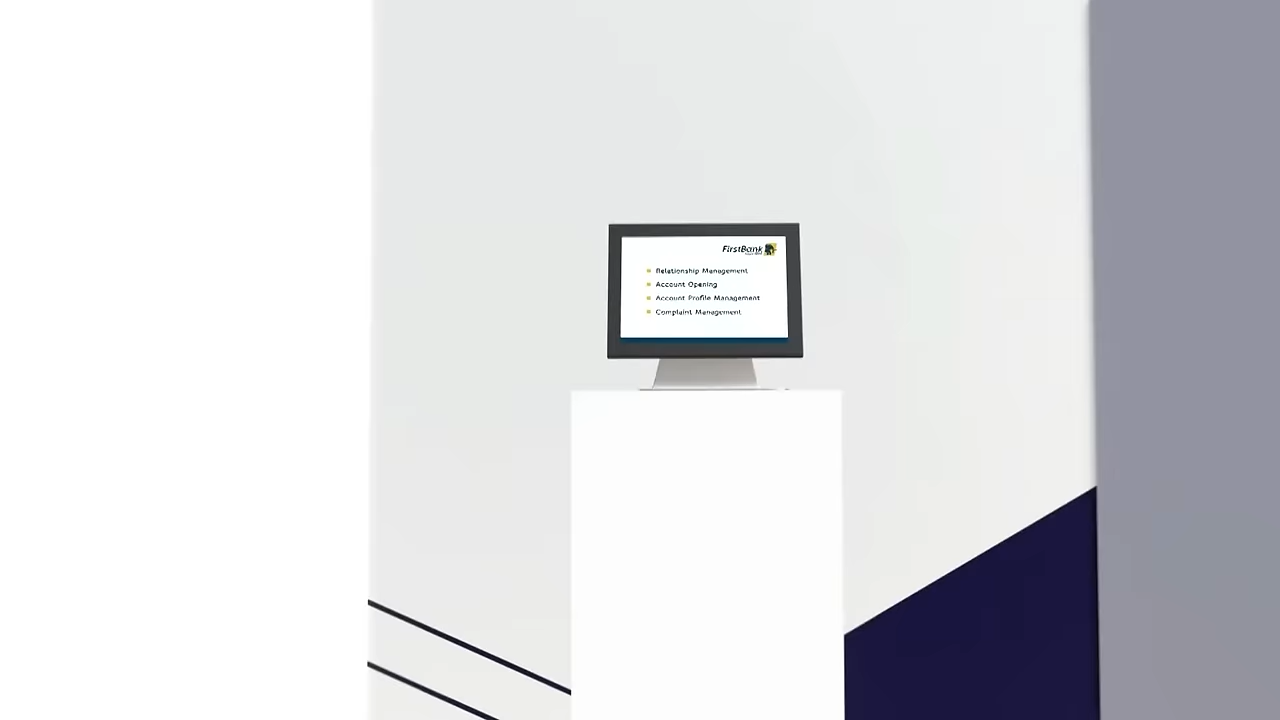 FirstBank
Relationship Management
Account Opening
Account Profile Management
Complaint Management